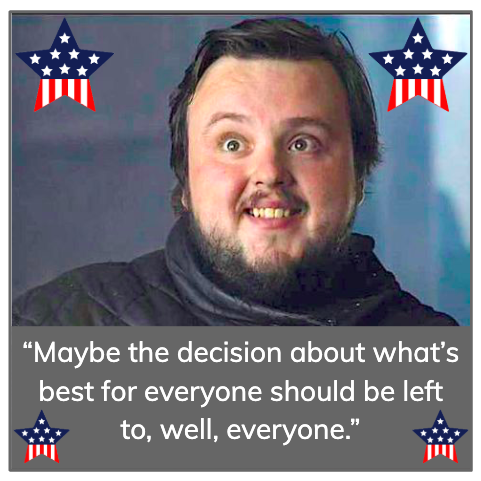 “Maybe the decision about what’s
best for everyone should be left
to, well, everyone.”